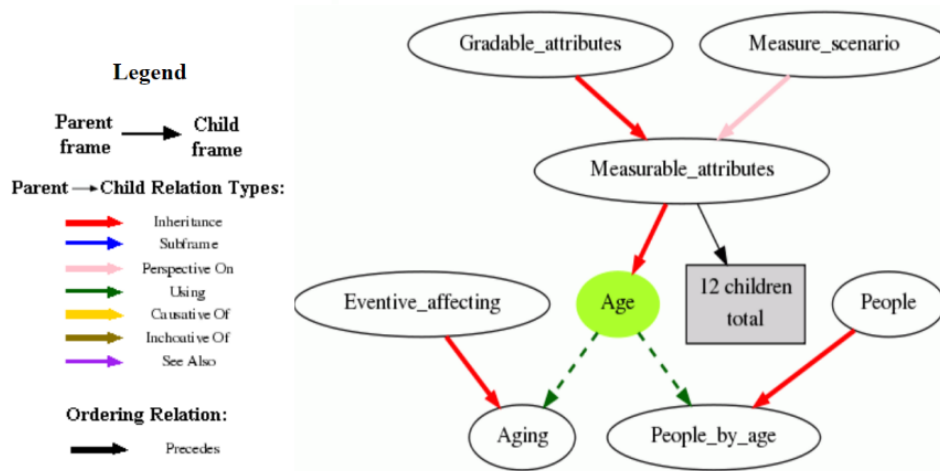 Legend
Parent
frame
Child
frame
Parent → Child Relation Types:
Inheritance
Subframe
Perspective On
Using
Causative Of
Inchoative Of
See Also
Ordering Relation:
Precedes
Gradable_attributes
Measure_scenario
Measurable_attributes
Eventive_affecting
Age
12 children
total
People
Aging
People_by_age